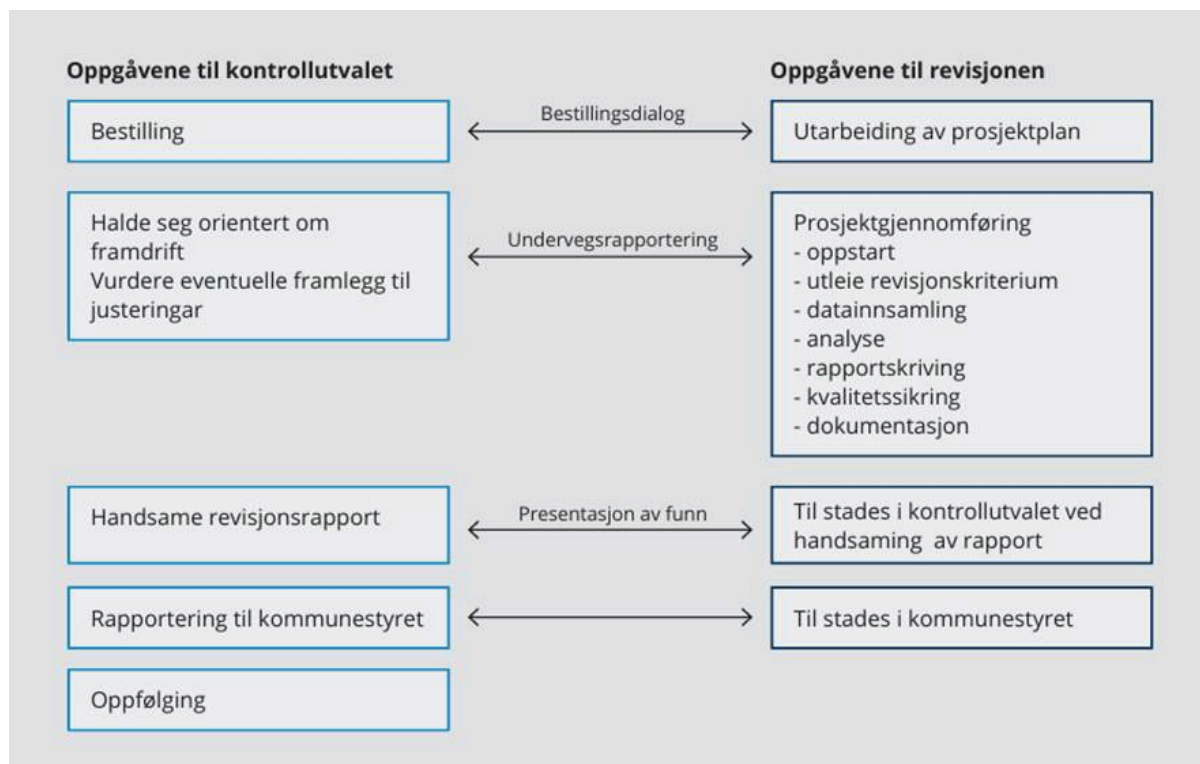 Oppgåvene til kontrollutvalet
Oppgåvene til revisjonen
Bestilling
Bestillingsdialog
Utarbeiding av prosjektplan
Halde seg orientert om
framdrift
Vurdere eventuelle framlegg til
justeringar
Undervegsrapportering
Prosjektgjennomføring
- oppstart
- utleie revisjonskriterium
- datainnsamling
- analyse
- rapportskriving
- kvalitetssikring
- dokumentasjon
Handsame revisjonsrapport
Presentasjon av funn
Til stades i kontrollutvalet ved
handsaming av rapport
Rapportering til kommunestyret
Til stades i kommunestyret
Oppfølging